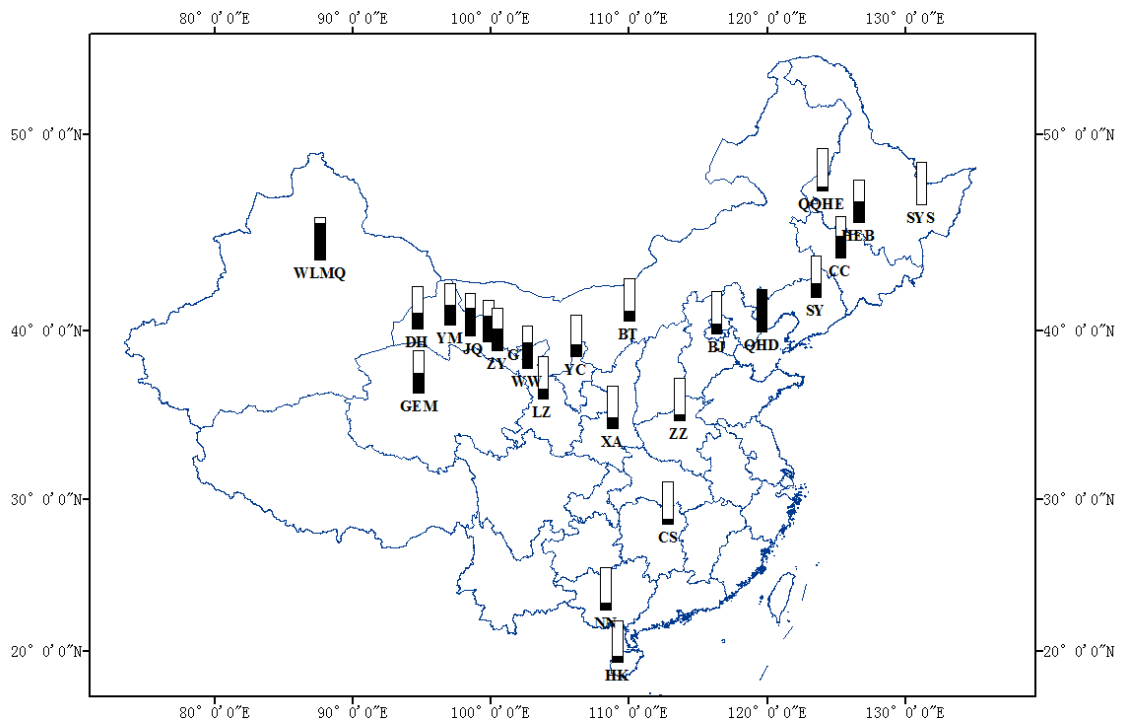 80° 0'0"E 90° 0'0"E 100° 0'0"E 110° 0'0"E 120° 0'0"E 130° 0'0"E
50° 0'0"N 50° 0'0"N
QQHE
SYS
HEB
WLMQ
CC
SY
40° 0'0"N 40° 0'0"N
DH
YM
JQ
ZY
G
WW
YC
BT
BJ
QHD
GEM
LZ
XA
ZZ
30° 0'0"N 30° 0'0"N
CS
NN
20° 0'0"N 20° 0'0"N
HK
80° 0'0"E 90° 0'0"E 100° 0'0"E 110° 0'0"E 120° 0'0"E 130° 0'0"E